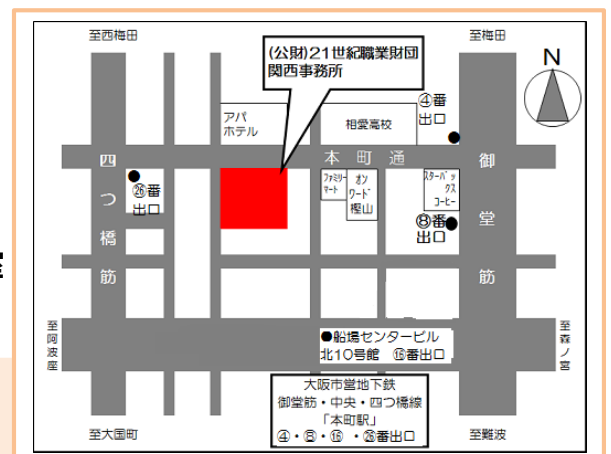 至西梅田
至梅田
(公財)21世紀職業財団
関西事務所
N
④番
出口
アパ
ホテル
相愛高校
本町通
四つ橋筋
御堂筋
㉖番
出口
ファミリー
マート
オン
ワード
樫山
スターバッ
クス
コーヒー
⑧番
出口
至阿波座
至森ノ宮
●船場センタービル
北10号館 ⑯番出口
大阪市営地下鉄
御堂筋・中央・四つ橋線
「本町駅」
④・⑧・⑯ ・㉖番出口
至大国町
至難波